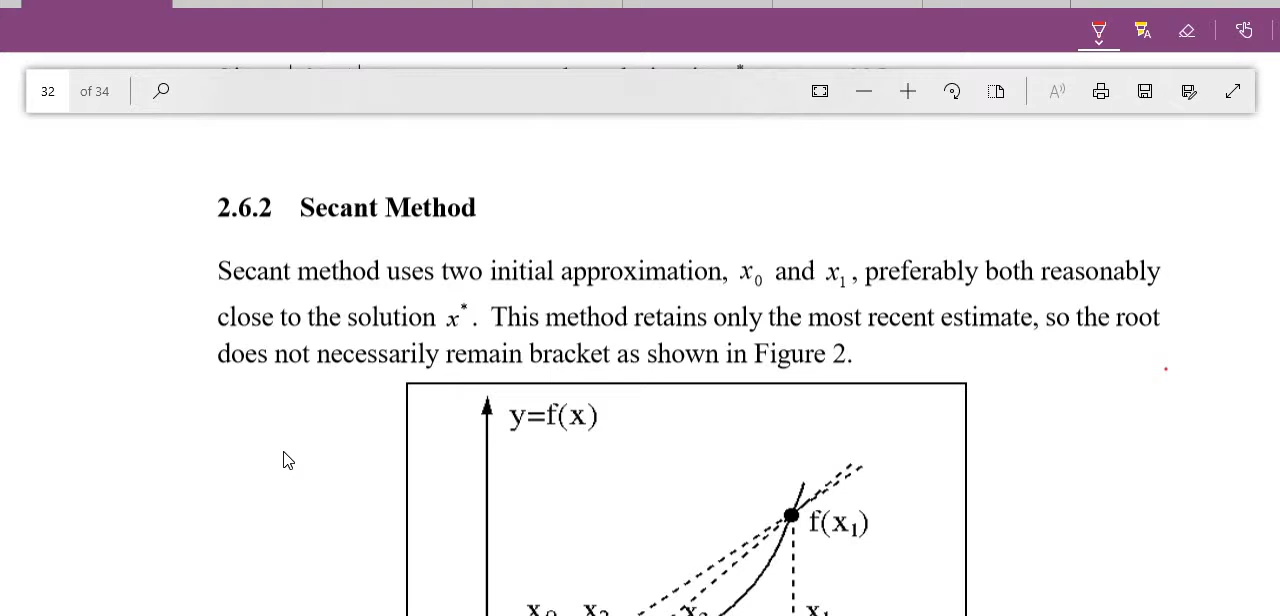 32 of 34
2.6.2 Secant Method
Secant method uses two initial approximation, x₀ and x₁, preferably both reasonably
close to the solution x*. This method retains only the most recent estimate, so the root
does not necessarily remain bracket as shown in Figure 2.
y=f(x)
f(x₁)